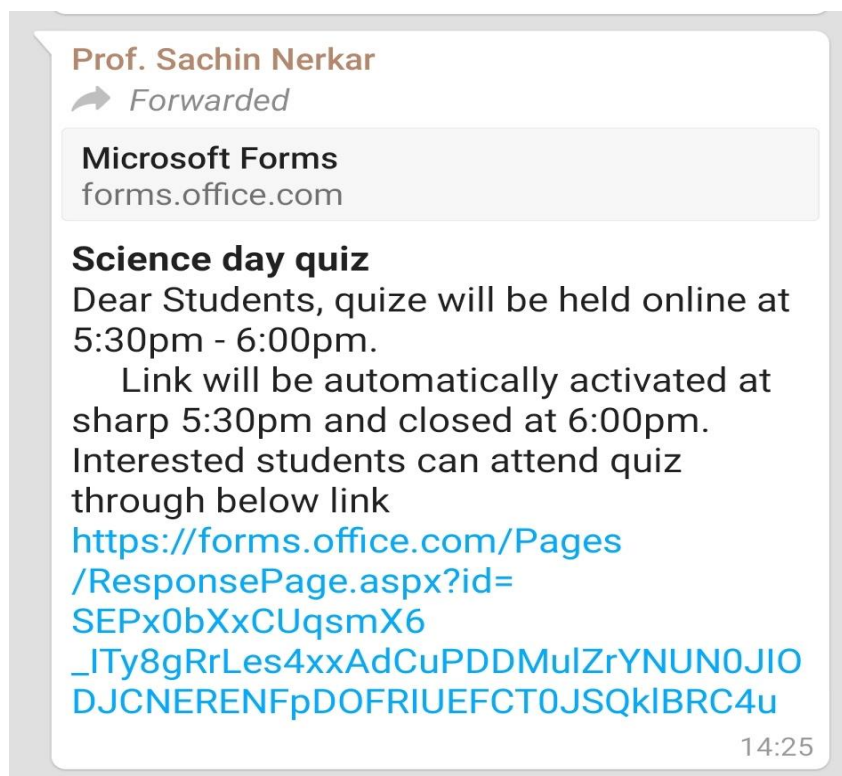 Prof. Sachin Nerkar
Forwarded
Microsoft Forms
forms.office.com
Science day quiz
Dear Students, quize will be held online at
5:30pm - 6:00pm.
Link will be automatically activated at
sharp 5:30pm and closed at 6:00pm.
Interested students can attend quiz
through below link
https://forms.office.com/Pages
/ResponsePage.aspx?id=
SEPx0bXxCUqsmX6
_ITy8gRrLes4xxAdCuPDDMulZrYNUN0JIO
DJCNERENFpDOFRIUEFCT0JSQklBRC4u
14:25